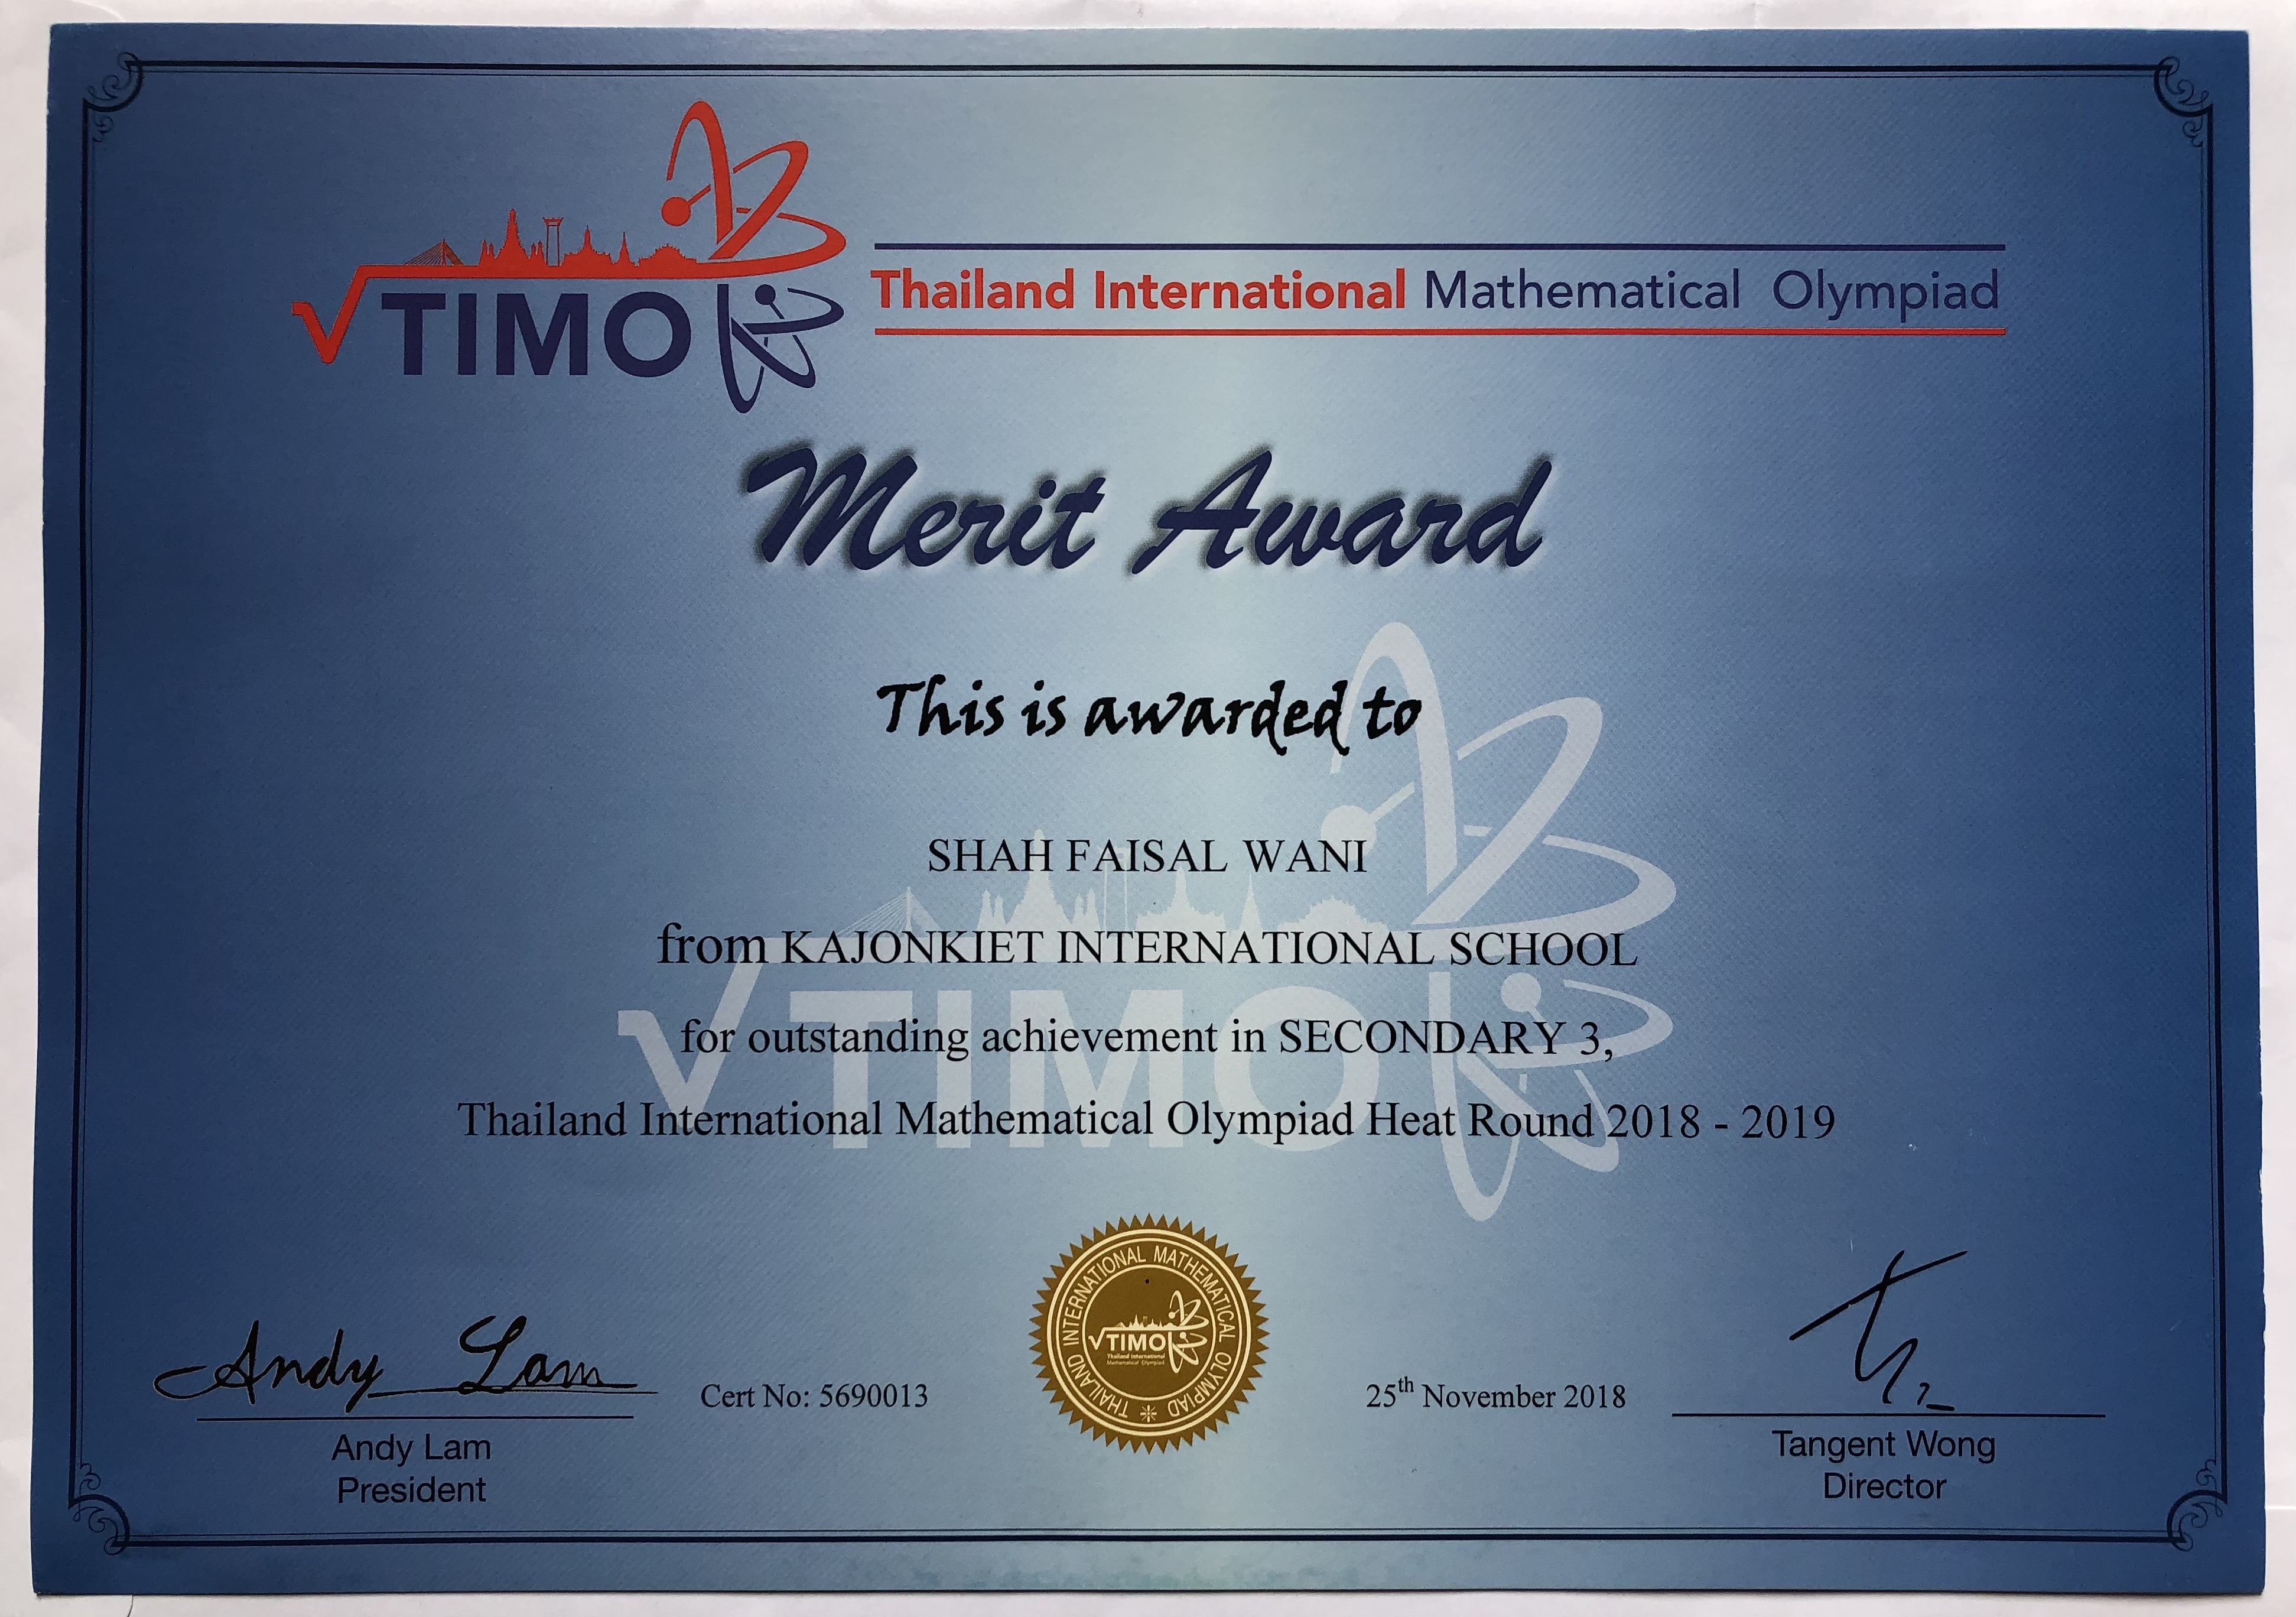 TIMO
Thailand International Mathematical Olympiad
Merit Award
This is awarded to
SHAH FAISAL WANI
from KAJONKIET INTERNATIONAL SCHOOL
for outstanding achievement in SECONDARY 3,
TIMO
Thailand International Mathematical Olympiad Heat Round 2018 - 2019
THAILAND INTERNATIONAL MATHEMATICAL OLYMPIAD
TIMO
Thailand International
Mathematical Olympiad
Andy Lam
Cert No: 5690013
25th November 2018
Andy Lam
President
Tangent Wong
Director